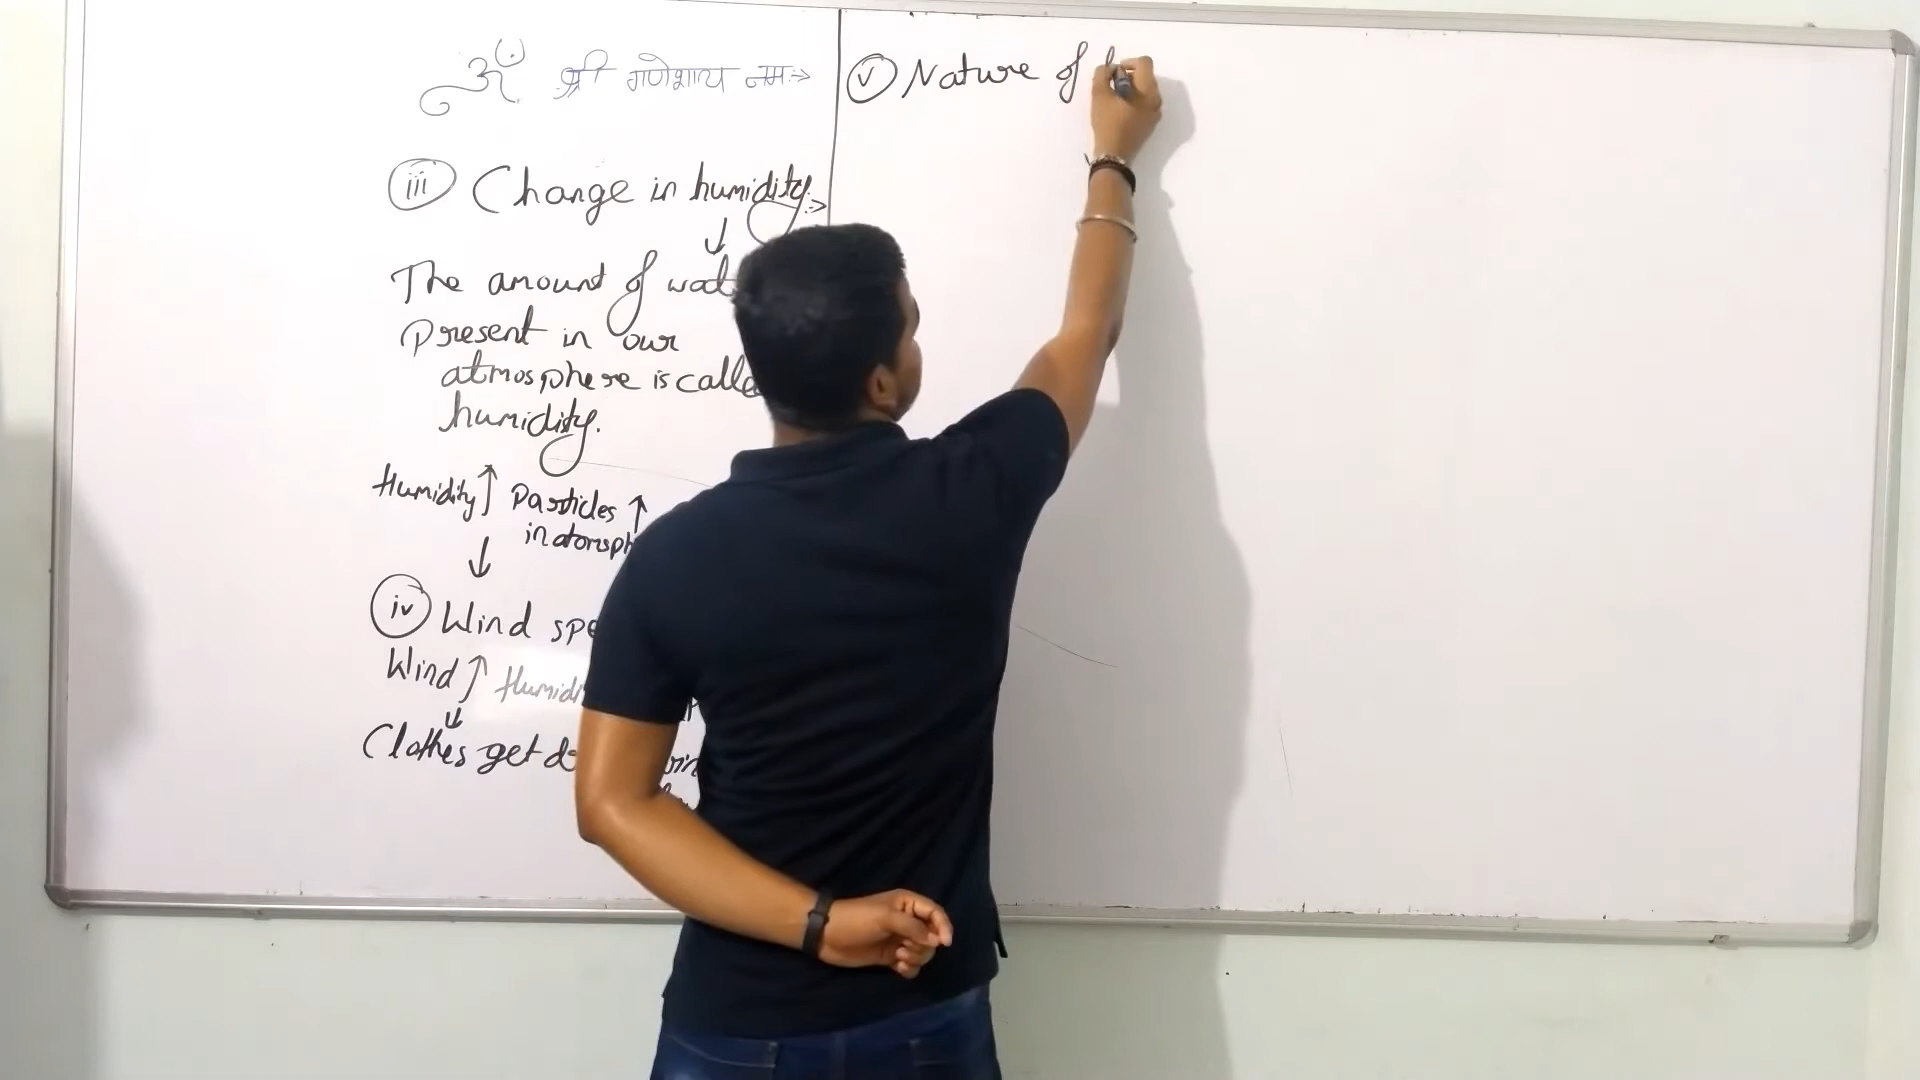 ॐ श्री गणेशाय नमः
iii Change in humidity :->
↓
The amount of
present in our
atmosphere is
humidity.
Humidity ↑ Particles ↑
in
↓
iv Wind
Wind ↑
↓
Clothes get
v Nature of